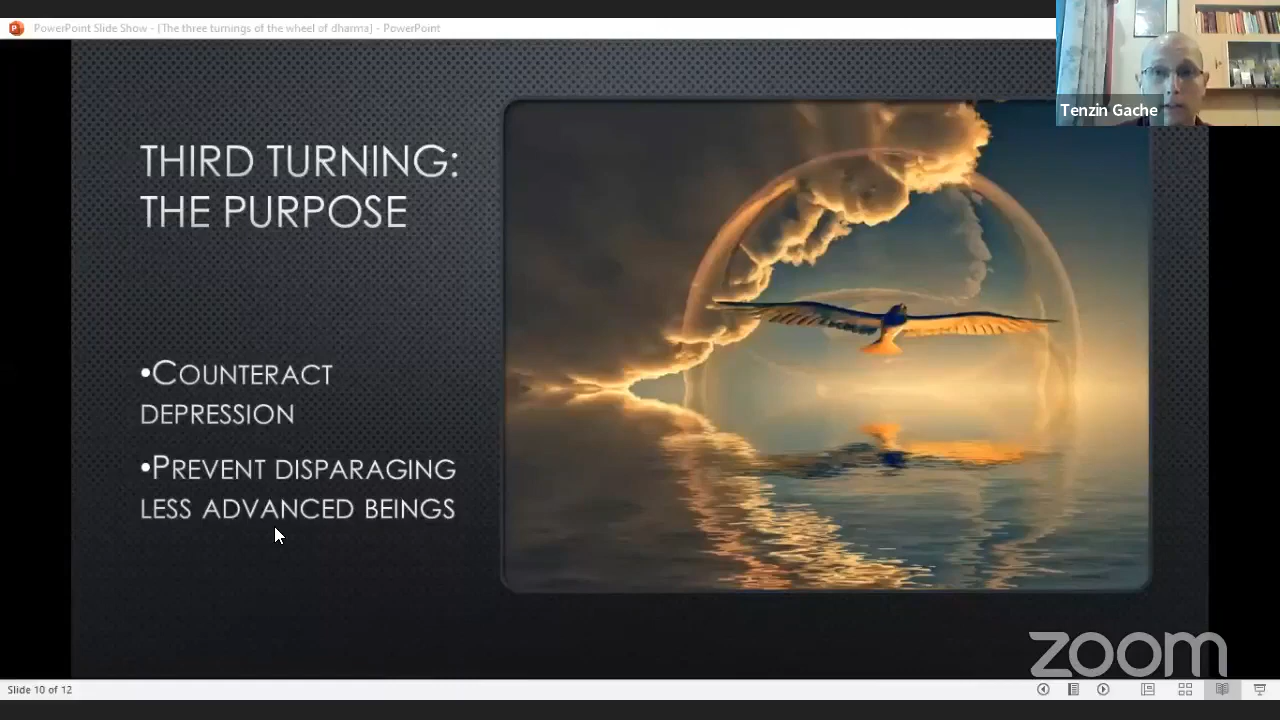 PowerPoint Slide Show - [The three turnings of the wheel of dharma] - PowerPoint
Tenzin Gache
THIRD TURNING:
THE PURPOSE
•COUNTERACT
DEPRESSION
•PREVENT DISPARAGING
LESS ADVANCED BEINGS
zoom
Slide 10 of 12